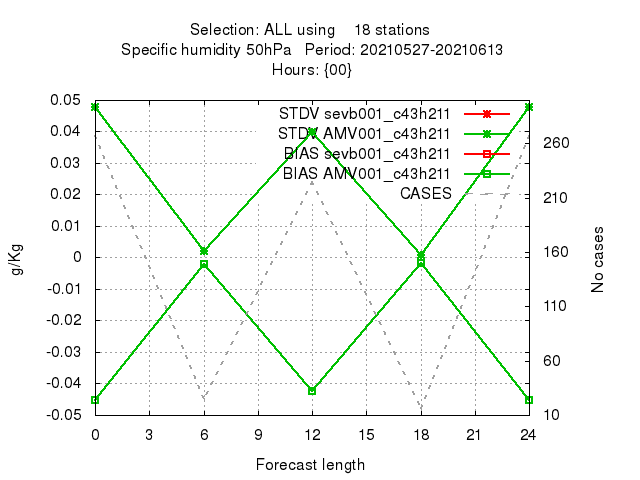 Selection: ALL using 18 stations
Specific humidity 50hPa Period: 20210527-20210613
Hours: {00}
STDV sevb001_c43h211
STDV AMV001_c43h211
BIAS sevb001_c43h211
BIAS AMV001_c43h211
CASES
0.05
0.04
0.03
0.02
0.01
0
-0.01
-0.02
-0.03
-0.04
-0.05
g/Kg
260
210
160
110
60
10
No cases
0 3 6 9 12 15 18 21 24
Forecast length